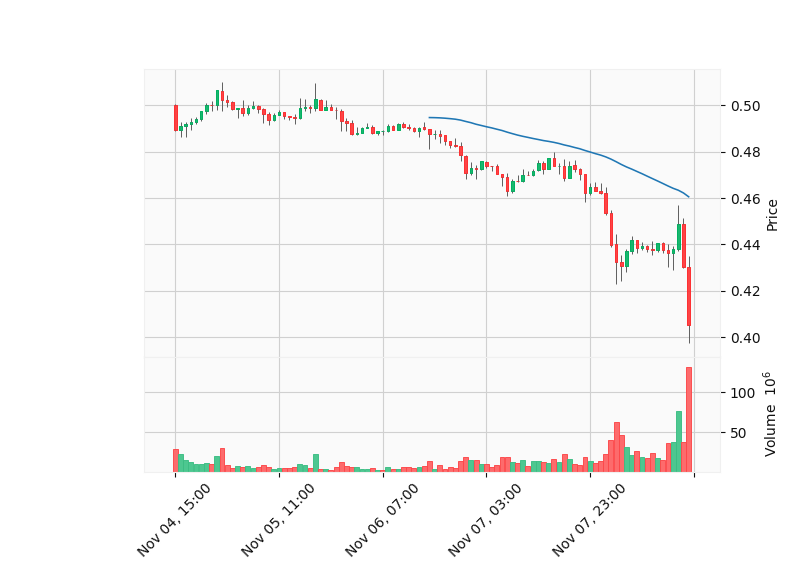 0.50
0.48
0.46
0.44
0.42
0.40
Price
100
50
Volume 10^6
Nov 04, 15:00
Nov 05, 11:00
Nov 06, 07:00
Nov 07, 03:00
Nov 07, 23:00